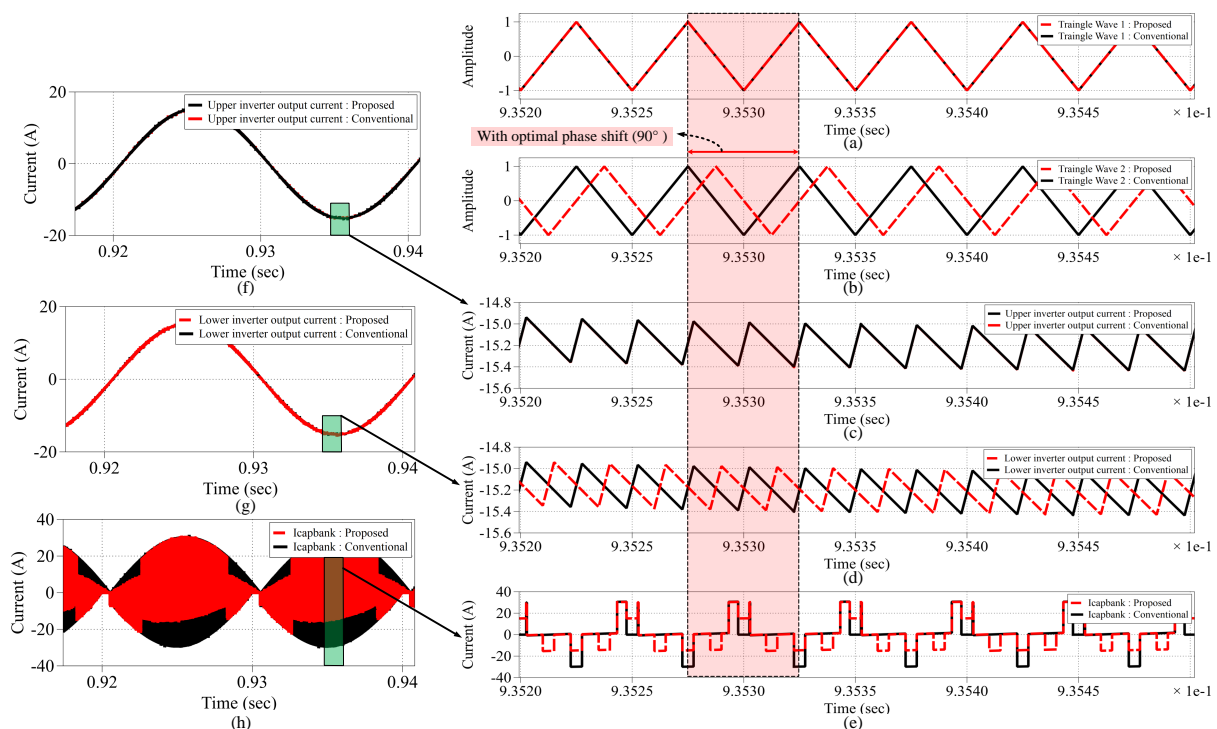 20
0
-20
Current (A)
Upper inverter output current : Proposed
Upper inverter output current : Conventional
0.92
0.93
0.94
Time (sec)
(f)
20
0
-20
Current (A)
Lower inverter output current : Proposed
Lower inverter output current : Conventional
0.92
0.93
0.94
Time (sec)
(g)
40
20
0
-20
-40
Current (A)
Icapbank : Proposed
Icapbank : Conventional
0.92
0.93
0.94
Time (sec)
(h)
1
0
-1
Amplitude
Traingle Wave 1 : Proposed
Traingle Wave 1 : Conventional
9.3520
9.3525
9.3530
9.3535
9.3540
9.3545
× 1e-1
Time (sec)
(a)
With optimal phase shift (90° )
1
0
-1
Amplitude
Traingle Wave 2 : Proposed
Traingle Wave 2 : Conventional
9.3520
9.3525
9.3530
9.3535
9.3540
9.3545
× 1e-1
Time (sec)
(b)
-14.8
-15.0
-15.2
-15.4
-15.6
Current (A)
Upper inverter output current : Proposed
Upper inverter output current : Conventional
9.3520
9.3525
9.3530
9.3535
9.3540
9.3545
× 1e-1
Time (sec)
(c)
-14.8
-15.0
-15.2
-15.4
-15.6
Current (A)
Lower inverter output current : Proposed
Lower inverter output current : Conventional
9.3520
9.3525
9.3530
9.3535
9.3540
9.3545
× 1e-1
Time (sec)
(d)
40
20
0
-20
-40
Current (A)
Icapbank : Proposed
Icapbank : Conventional
9.3520
9.3525
9.3530
9.3535
9.3540
9.3545
× 1e-1
Time (sec)
(e)